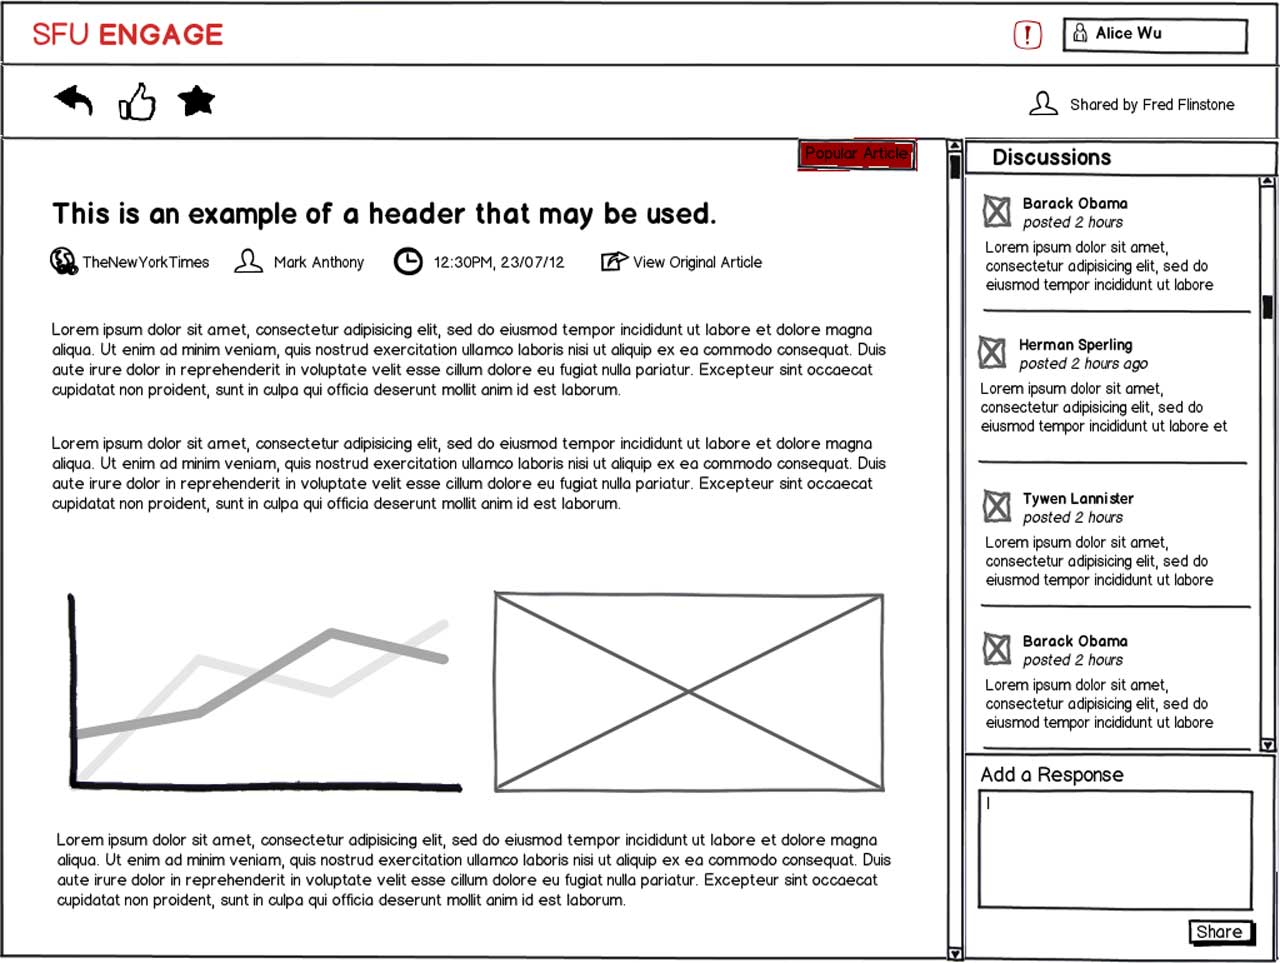 SFU ENGAGE
Alice Wu
Shared by Fred Flinstone
Popular Article
This is an example of a header that may be used.
TheNewYorkTimes Mark Anthony 12:30PM, 23/07/12 View Original Article
Lorem ipsum dolor sit amet, consectetur adipisicing elit, sed do eiusmod tempor incididunt ut labore et dolore magna
aliqua. Ut enim ad minim veniam, quis nostrud exercitation ullamco laboris nisi ut aliquip ex ea commodo consequat. Duis
aute irure dolor in reprehenderit in voluptate velit esse cillum dolore eu fugiat nulla pariatur. Excepteur sint occaecat
cupidatat non proident, sunt in culpa qui officia deserunt mollit anim id est laborum.
Lorem ipsum dolor sit amet, consectetur adipisicing elit, sed do eiusmod tempor incididunt ut labore et dolore magna
aliqua. Ut enim ad minim veniam, quis nostrud exercitation ullamco laboris nisi ut aliquip ex ea commodo consequat. Duis
aute irure dolor in reprehenderit in voluptate velit esse cillum dolore eu fugiat nulla pariatur. Excepteur sint occaecat
cupidatat non proident, sunt in culpa qui officia deserunt mollit anim id est laborum.
Lorem ipsum dolor sit amet, consectetur adipisicing elit, sed do eiusmod tempor incididunt ut labore et dolore magna
aliqua. Ut enim ad minim veniam, quis nostrud exercitation ullamco laboris nisi ut aliquip ex ea commodo consequat. Duis
aute irure dolor in reprehenderit in voluptate velit esse cillum dolore eu fugiat nulla pariatur. Excepteur sint occaecat
cupidatat non proident, sunt in culpa qui officia deserunt mollit anim id est laborum.
Discussions
Barack Obama
posted 2 hours
Lorem ipsum dolor sit amet,
consectetur adipisicing elit, sed do
eiusmod tempor incididunt ut labore
Herman Sperling
posted 2 hours ago
Lorem ipsum dolor sit amet,
consectetur adipisicing elit, sed do
eiusmod tempor incididunt ut labore et
Tywen Lannister
posted 2 hours
Lorem ipsum dolor sit amet,
consectetur adipisicing elit, sed do
eiusmod tempor incididunt ut labore
Barack Obama
posted 2 hours
Lorem ipsum dolor sit amet,
consectetur adipisicing elit, sed do
eiusmod tempor incididunt ut labore
Add a Response
Share